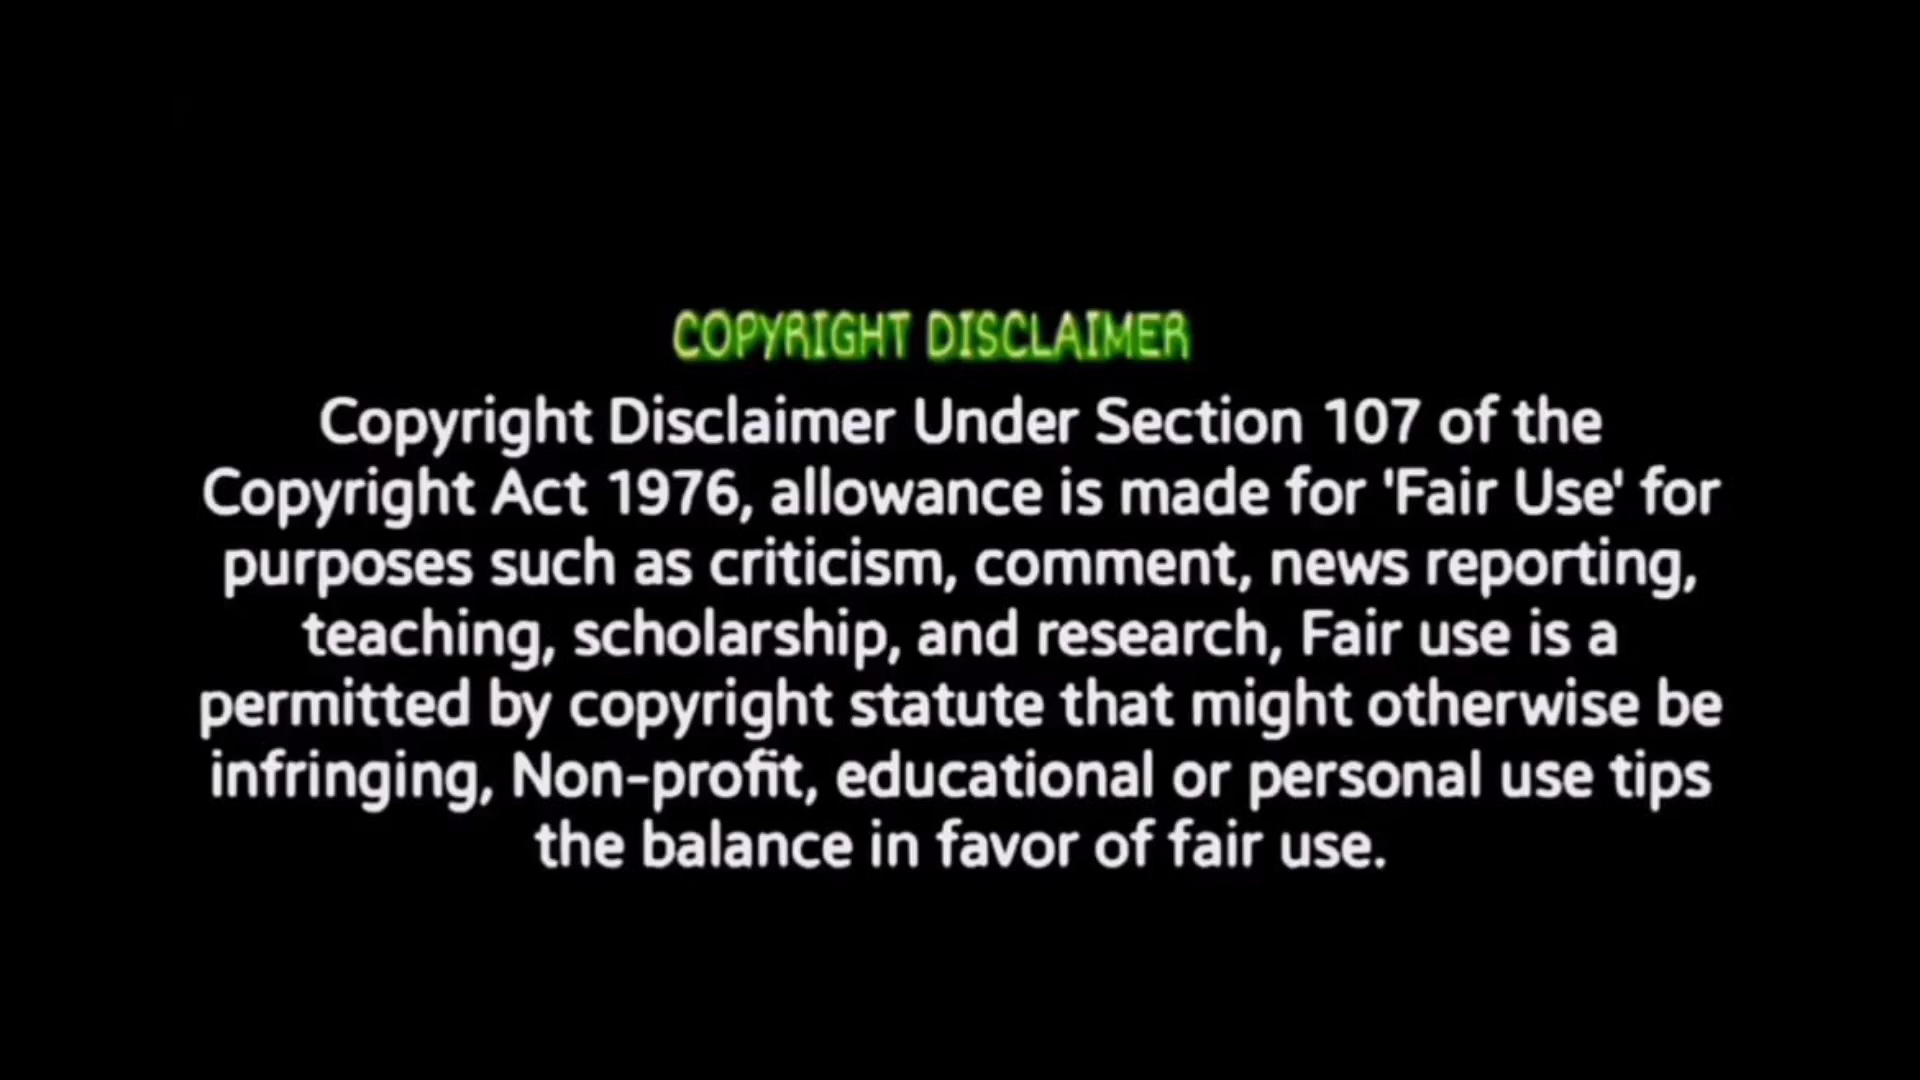 COPYRIGHT DISCLAIMER
Copyright Disclaimer Under Section 107 of the
Copyright Act 1976, allowance is made for 'Fair Use' for
purposes such as criticism, comment, news reporting,
teaching, scholarship, and research, Fair use is a
permitted by copyright statute that might otherwise be
infringing, Non-profit, educational or personal use tips
the balance in favor of fair use.